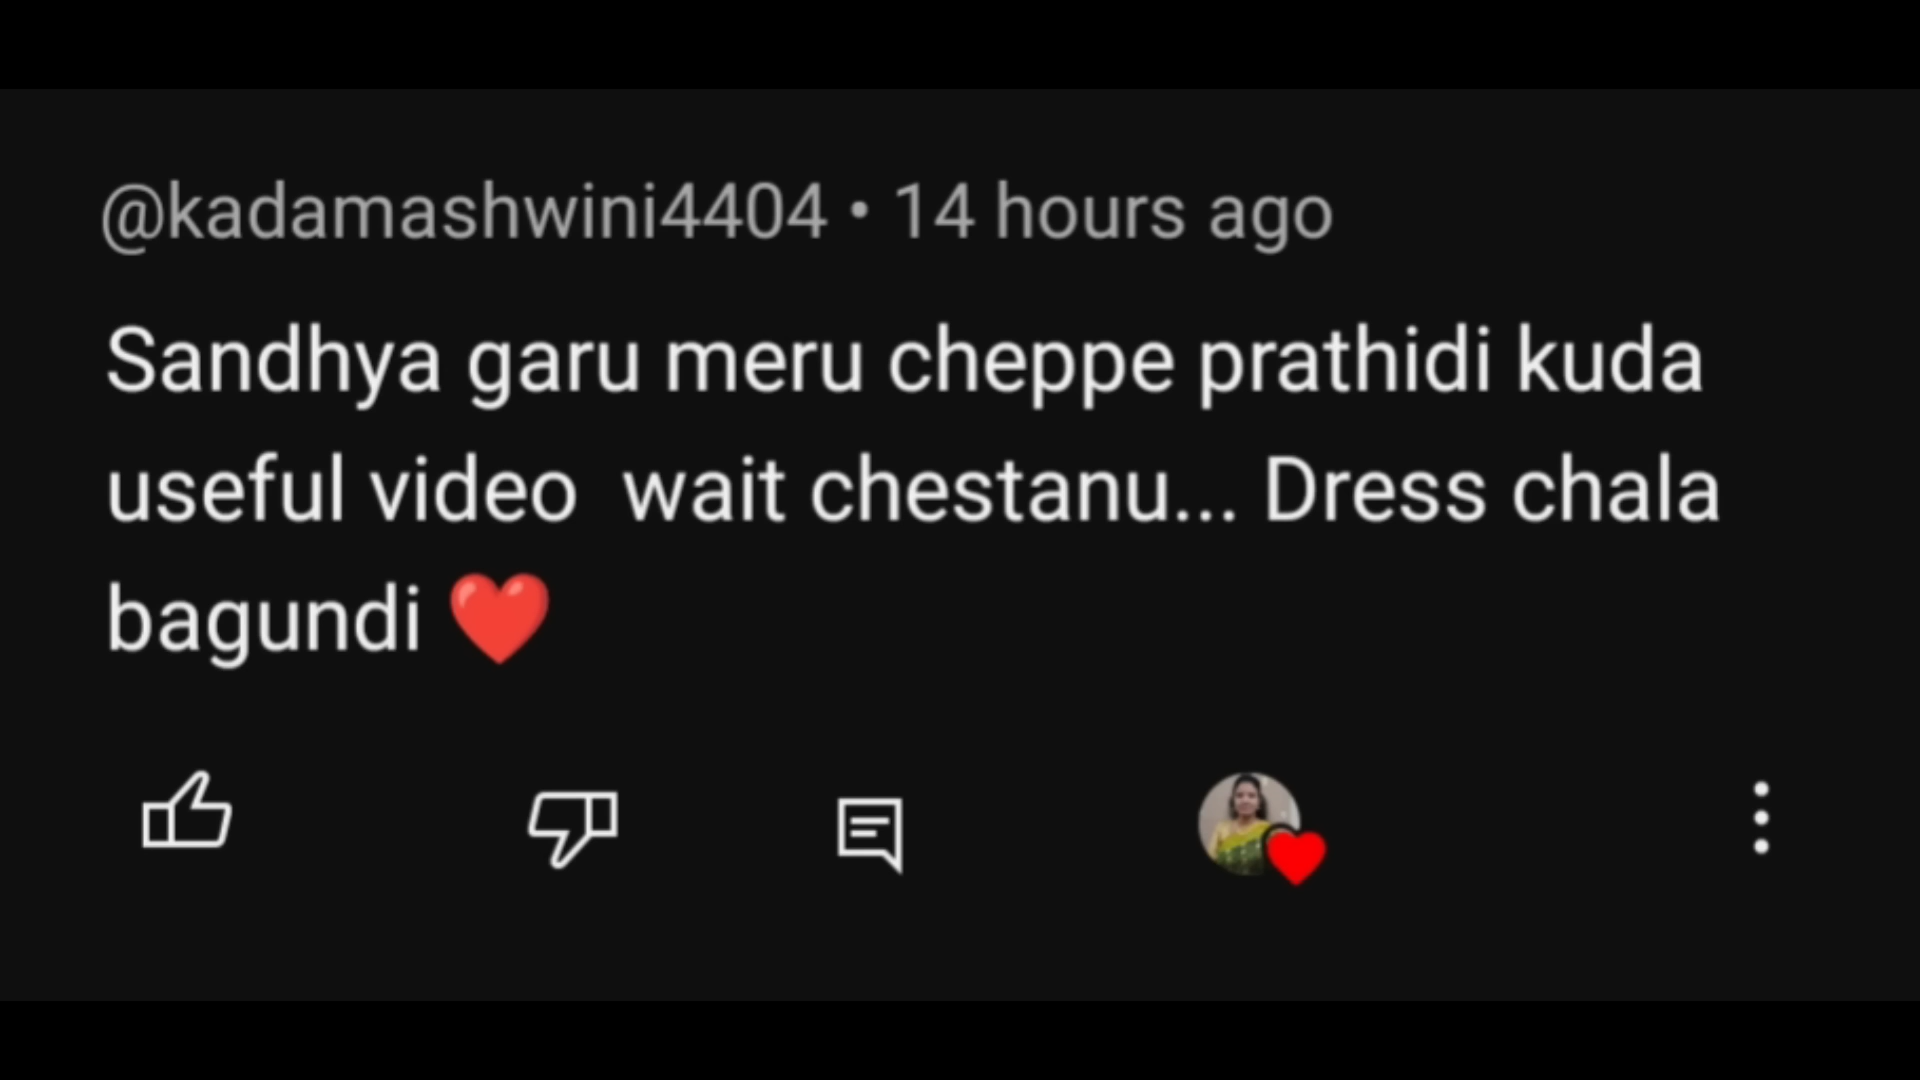 @kadamashwini4404 • 14 hours ago
Sandhya garu meru cheppe prathidi kuda
useful video  wait chestanu... Dress chala
bagundi ❤️